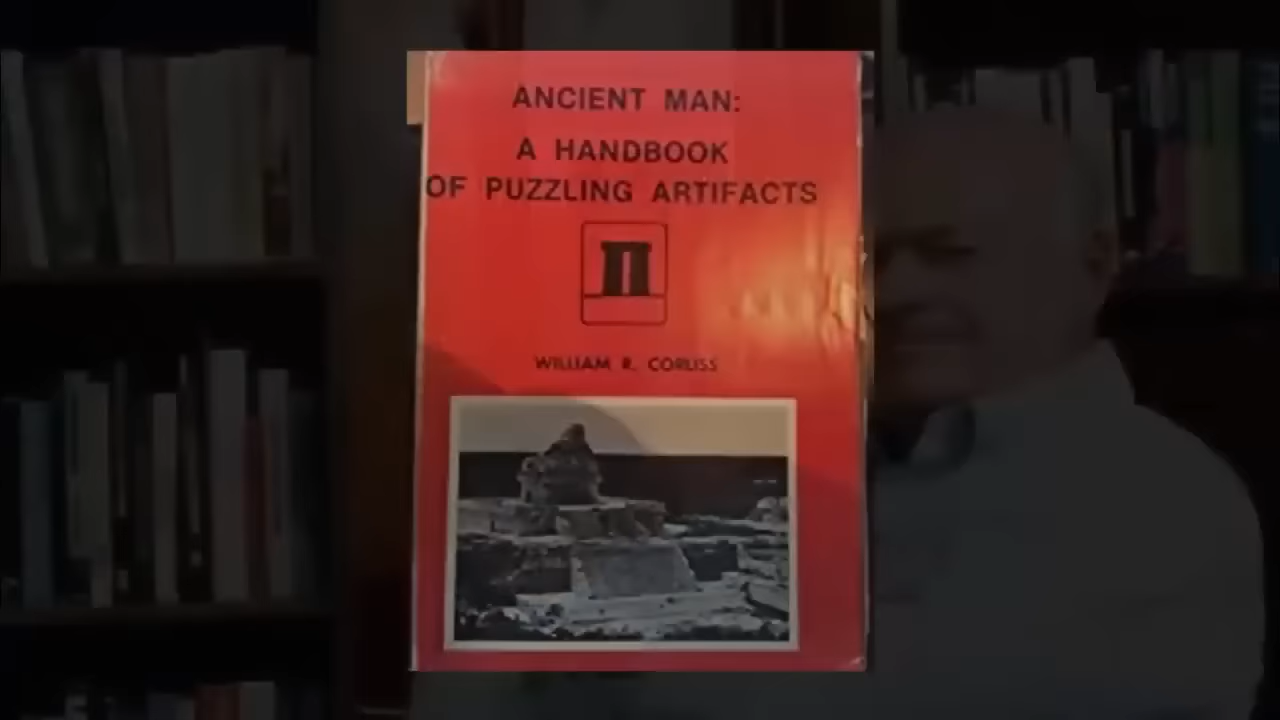 ANCIENT MAN:
A HANDBOOK
OF PUZZLING ARTIFACTS
WILLIAM R. CORLISS